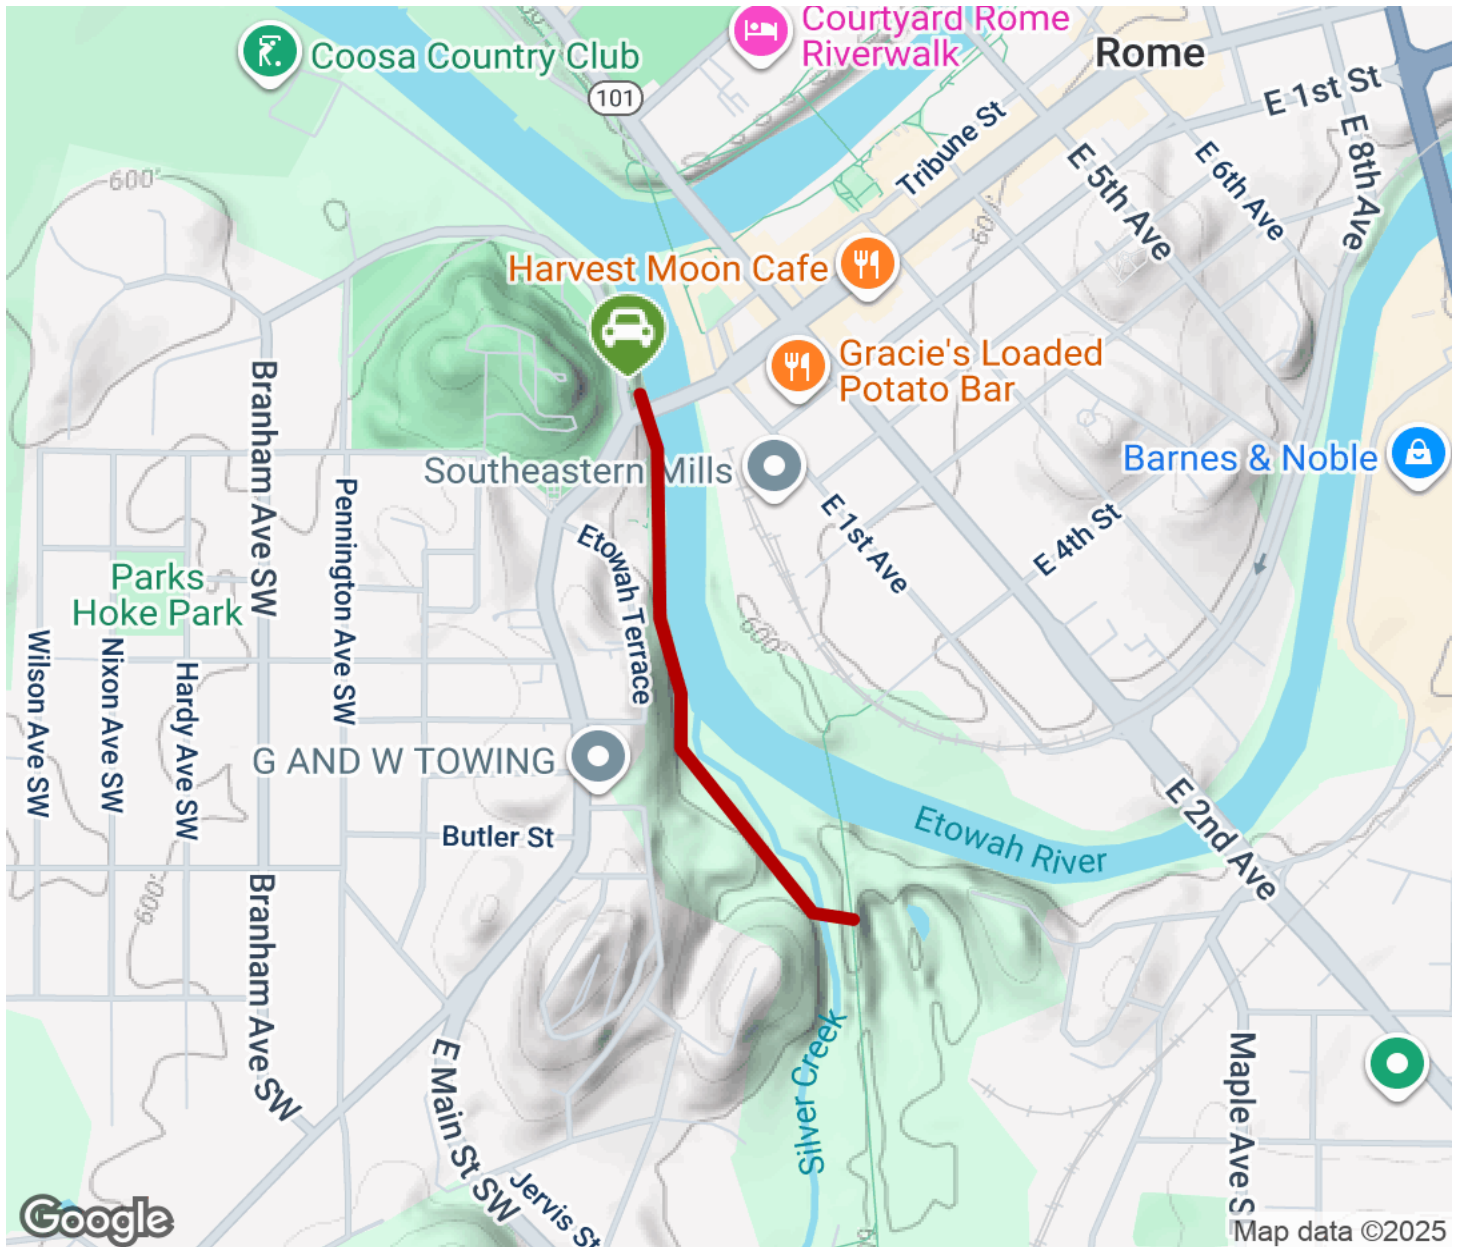 Courtyard Rome
Riverwalk
Rome
Coosa Country Club
101
E 1st St
Tribune St
E 5th Ave
E 6th Ave
E 8th Ave
600'
600'
Harvest Moon Cafe
Gracie's Loaded
Potato Bar
Branham Ave SW
Southeastern Mills
Barnes & Noble
Pennington Ave SW
E 1st Ave
E 4th St
Etowah Terrace
Parks
Hoke Park
600'
Wilson Ave SW
Nixon Ave SW
Hardy Ave SW
G AND W TOWING
E 2nd Ave
Etowah River
Butler St
600'
Branham Ave SW
Silver Creek
E Main St SW
Maple Ave S
Jervis St
Google
Map data ©2025